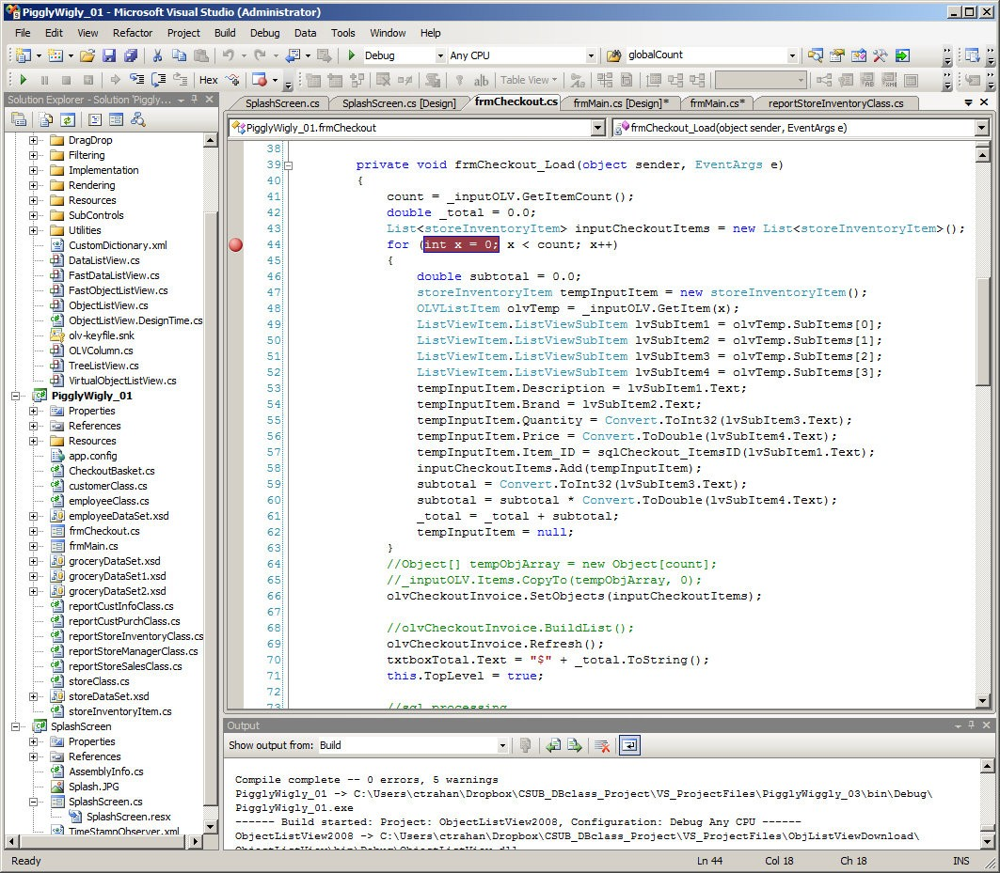 PigglyWigly_01 - Microsoft Visual Studio (Administrator)
File Edit View Refactor Project Build Debug Data Tools Window Help
Debug Any CPU globalCount
Hex Table View
Solution Explorer - Solution 'Piggly...
SplashScreen.cs SplashScreen.cs [Design] frmCheckout.cs frmMain.cs [Design]* frmMain.cs* reportStoreInventoryClass.cs
PigglyWigly_01.frmCheckout frmCheckout_Load(object sender, EventArgs e)
DragDrop
Filtering
Implementation
Rendering
Resources
SubControls
Utilities
CustomDictionary.xml
DataListView.cs
FastDataListView.cs
FastObjectListView.cs
ObjectListView.cs
ObjectListView.DesignTime.cs
olv-keyfile.snk
OLVColumn.cs
TreeListView.cs
VirtualObjectListView.cs
PigglyWigly_01
Properties
References
Resources
app.config
CheckoutBasket.cs
customerClass.cs
employeeClass.cs
employeeDataSet.xsd
frmCheckout.cs
frmMain.cs
groceryDataSet.xsd
groceryDataSet1.xsd
groceryDataSet2.xsd
reportCustInfoClass.cs
reportCustPurchClass.cs
reportStoreInventoryClass.cs
reportStoreManagerClass.cs
reportStoreSalesClass.cs
storeClass.cs
storeDataSet.xsd
storeInventoryItem.cs
SplashScreen
Properties
References
AssemblyInfo.cs
Splash.JPG
SplashScreen.cs
SplashScreen.resx
TimeStampObserver.xml
38
39 private void frmCheckout_Load(object sender, EventArgs e)
40 {
41 count = _inputOLV.GetItemCount();
42 double _total = 0.0;
43 List<storeInventoryItem> inputCheckoutItems = new List<storeInventoryItem>();
44 for (int x = 0; x < count; x++)
45 {
46 double subtotal = 0.0;
47 storeInventoryItem tempInputItem = new storeInventoryItem();
48 OLVListItem olvTemp = _inputOLV.GetItem(x);
49 ListViewItem.ListViewSubItem lvSubItem1 = olvTemp.SubItems[0];
50 ListViewItem.ListViewSubItem lvSubItem2 = olvTemp.SubItems[1];
51 ListViewItem.ListViewSubItem lvSubItem3 = olvTemp.SubItems[2];
52 ListViewItem.ListViewSubItem lvSubItem4 = olvTemp.SubItems[3];
53 tempInputItem.Description = lvSubItem1.Text;
54 tempInputItem.Brand = lvSubItem2.Text;
55 tempInputItem.Quantity = Convert.ToInt32(lvSubItem3.Text);
56 tempInputItem.Price = Convert.ToDouble(lvSubItem4.Text);
57 tempInputItem.Item_ID = sqlCheckout_ItemsID(lvSubItem1.Text);
58 inputCheckoutItems.Add(tempInputItem);
59 subtotal = Convert.ToInt32(lvSubItem3.Text);
60 subtotal = subtotal * Convert.ToDouble(lvSubItem4.Text);
61 _total = _total + subtotal;
62 tempInputItem = null;
63 }
64 //Object[] tempObjArray = new Object[count];
65 //_inputOLV.Items.CopyTo(tempObjArray, 0);
66 olvCheckoutInvoice.SetObjects(inputCheckoutItems);
67
68 //olvCheckoutInvoice.BuildList();
69 olvCheckoutInvoice.Refresh();
70 txtboxTotal.Text = "$" + _total.ToString();
71 this.TopLevel = true;
72
73 //sql processing
Output
Show output from: Build
Compile complete -- 0 errors, 5 warnings
PigglyWigly_01 -> C:\Users\ctrahan\Dropbox\CSUB_DBclass_Project\VS_ProjectFiles\PigglyWiggly_03\bin\Debug\
PigglyWigly_01.exe
------ Build started: Project: ObjectListView2008, Configuration: Debug Any CPU ------
ObjectListView2008 -> C:\Users\ctrahan\Dropbox\CSUB_DBclass_Project\VS_ProjectFiles\ObjListViewDownload\
ObjectListView\bin\Debug\ObjectListView.dll
Ready Ln 44 Col 18 Ch 18 INS